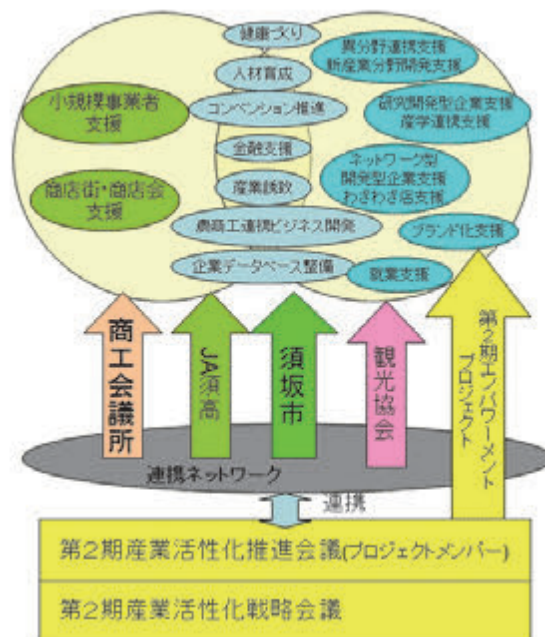 健康づくり
異分野連携支援
新産業分野開発支援
人材育成
小規模事業者
支援
コンベンション推進
研究開発型企業支援
産学連携支援
金融支援
ネットワーク型
開発型企業支援
わざわざ店支援
商店街・商店会
支援
産業誘致
農商工連携ビジネス開発
ブランド化支援
企業データベース整備
就業支援
商工会議所
JA須高
須坂市
観光協会
第2期エンパワーメント
プロジェクト
連携ネットワーク
連携
第2期産業活性化推進会議(プロジェクトメンバー)
第2期産業活性化戦略会議